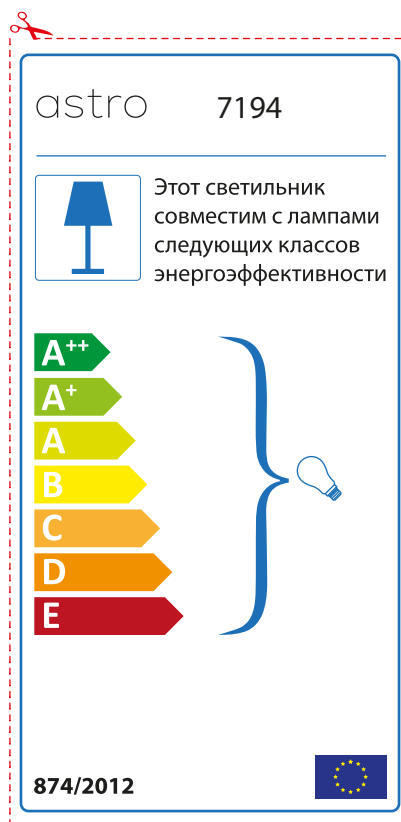 astro 7194
Этот светильник
совместим с лампами
следующих классов
энергоэффективности
A++
A+
A
B
C
D
E
874/2012